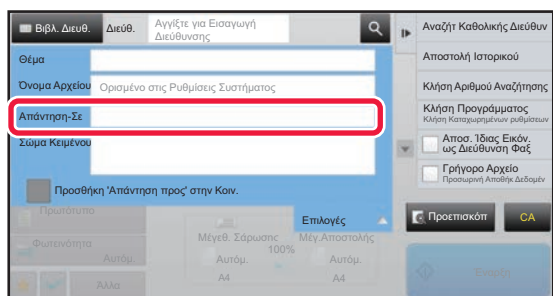 Βιβλ. Διευθ.
Διεύθ.
Αγγίξτε για Εισαγωγή
Διεύθυνσης
Θέμα
Όνομα Αρχείου
Ορισμένο στις Ρυθμίσεις Συστήματος
Απάντηση-Σε
Σώμα Κειμένου
Προσθήκη 'Απάντηση προς' στην Κοιν.
Επιλογές
Πρωτότυπο
Φωτεινότητα
Αυτόμ.
Άλλα
Μέγεθ. Σάρωσης
100%
Μέγ.Αποστολής
Αυτόμ.
Αυτόμ.
A4
A4
Αναζήτ Καθολικής Διεύθυν
Αποστολή Ιστορικού
Κλήση Αριθμού Αναζήτησης
Κλήση Προγράμματος
Κλήση Καταχωρημένων ρυθμίσεων
Αποσ. Ίδιας Εικόν.
ως Διεύθυνση Φαξ
Γρήγορο Αρχείο
Προσωρινή Αποθήκ Δεδομέν
Προεπισκόπ
CA
Έναρξη